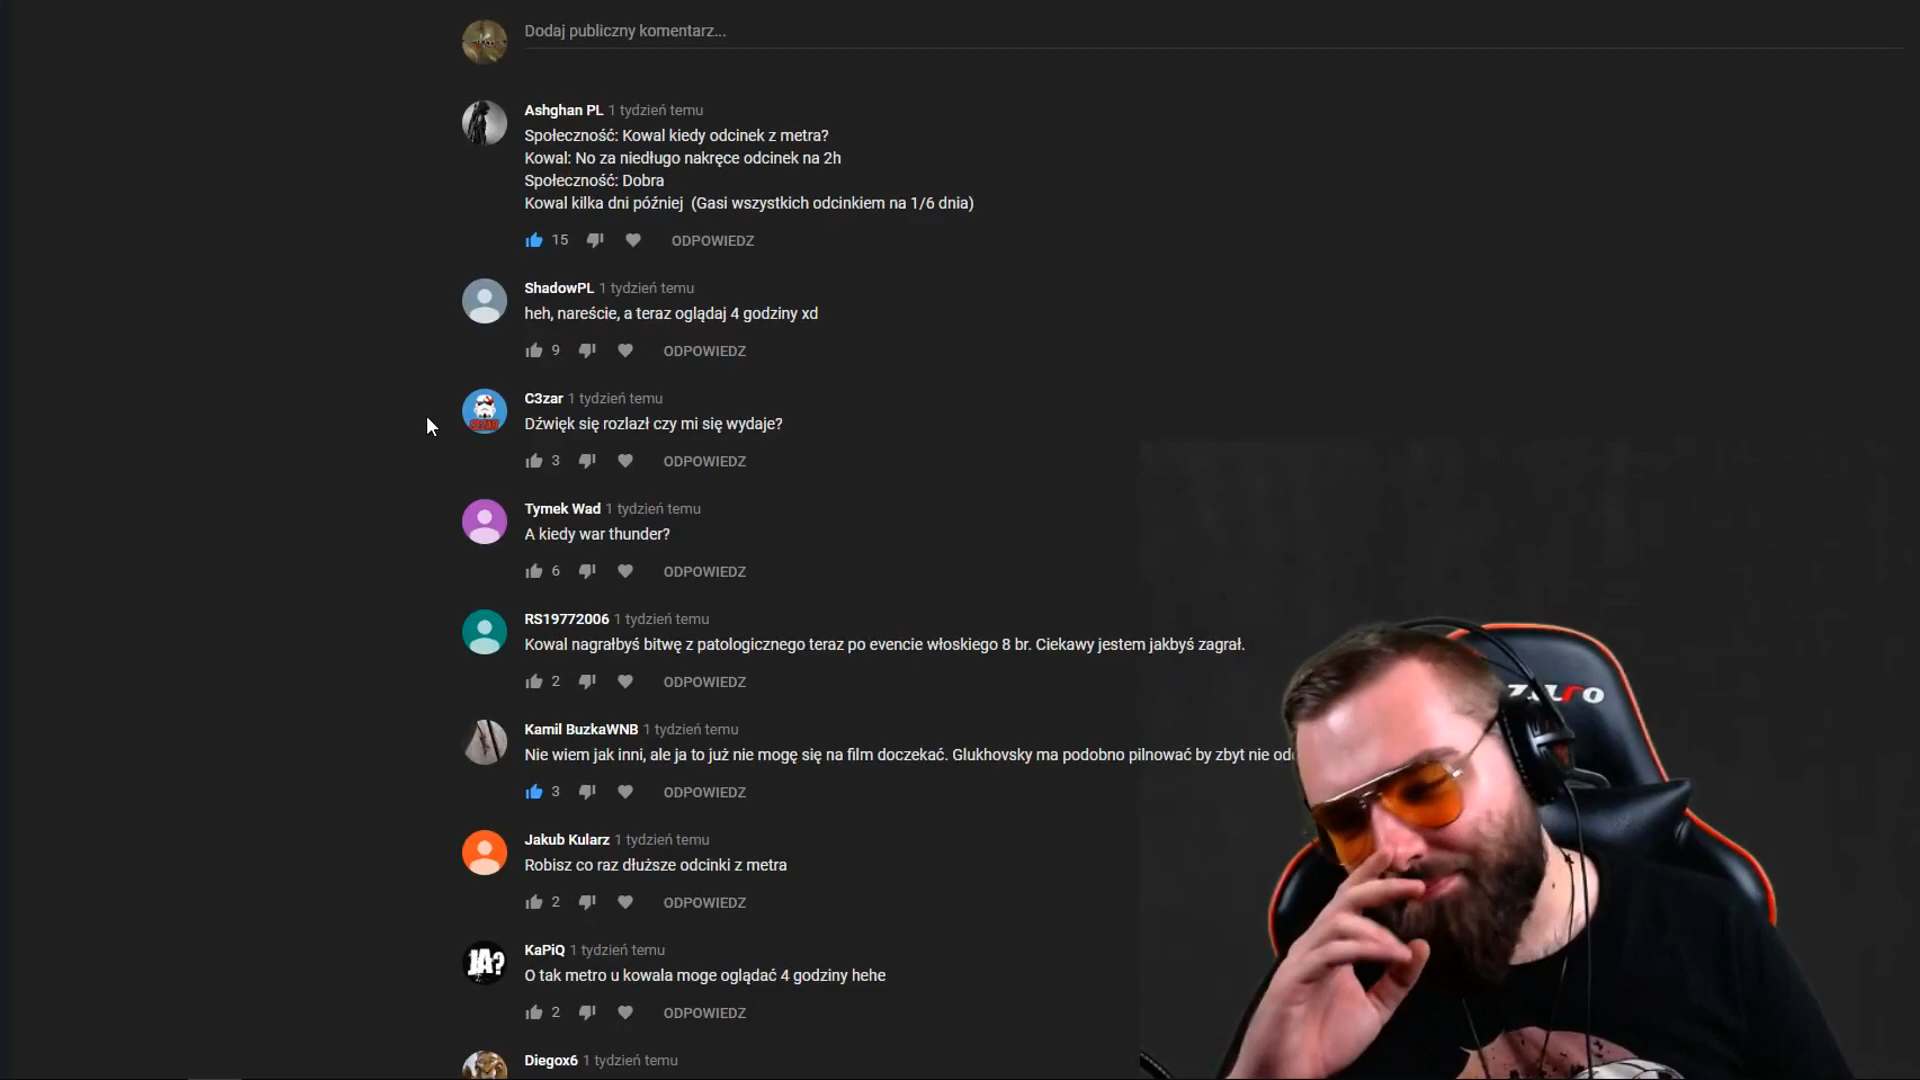 Dodaj publiczny komentarz...
Ashghan PL 1 tydzień temu
Społeczność: Kowal kiedy odcinek z metra?
Kowal: No za niedługo nakręce odcinek na 2h
Społeczność: Dobra
Kowal kilka dni później (Gasi wszystkich odcinkiem na 1/6 dnia)
15 ODPOWIEDZ
ShadowPL 1 tydzień temu
heh, nareście, a teraz oglądaj 4 godziny xd
9 ODPOWIEDZ
C3zar 1 tydzień temu
Dźwięk się rozlazł czy mi się wydaje?
3 ODPOWIEDZ
Tymek Wad 1 tydzień temu
A kiedy war thunder?
6 ODPOWIEDZ
RS19772006 1 tydzień temu
Kowal nagrałbyś bitwę z patologicznego teraz po evencie włoskiego 8 br. Ciekawy jestem jakbyś zagrał.
2 ODPOWIEDZ
Kamil BuzkaWNB 1 tydzień temu
Nie wiem jak inni, ale ja to już nie mogę się na film doczekać. Glukhovsky ma podobno pilnować by zbyt nie
3 ODPOWIEDZ
Jakub Kularz 1 tydzień temu
Robisz co raz dłuższe odcinki z metra
2 ODPOWIEDZ
JA?
KaPiQ 1 tydzień temu
O tak metro u kowala moge oglądać 4 godziny hehe
2 ODPOWIEDZ
Diegox6 1 tydzień temu